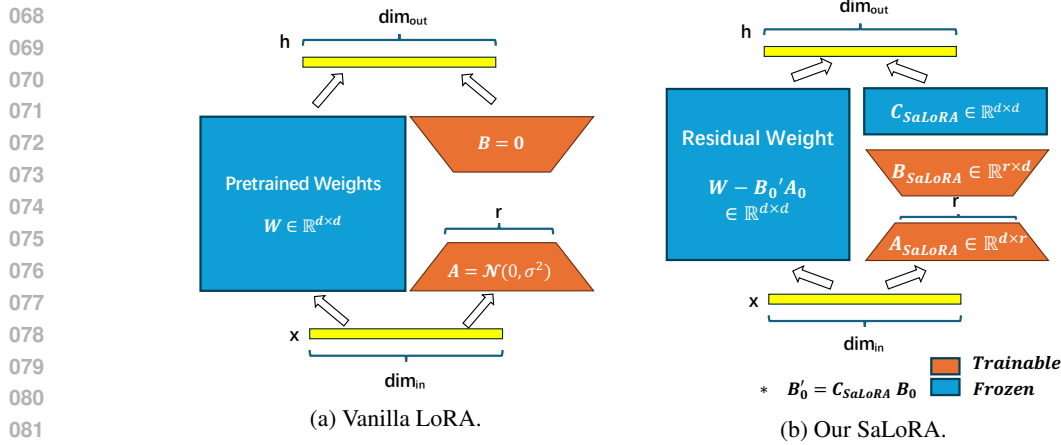 068
069
070
071
072
073
074
075
076
077
078
079
080
081
dim_out
h
Pretrained Weights
W ∈ ℝ^{d×d}
B = 0
r
A = 𝒩(0, σ²)
x
dim_in
(a) Vanilla LoRA.
dim_out
h
Residual Weight
W − B₀′A₀
∈ ℝ^{d×d}
C_SaLoRA ∈ ℝ^{d×d}
B_SaLoRA ∈ ℝ^{r×d}
r
A_SaLoRA ∈ ℝ^{d×r}
x
dim_in
Trainable
Frozen
* B₀′ = C_SaLoRA B₀
(b) Our SaLoRA.